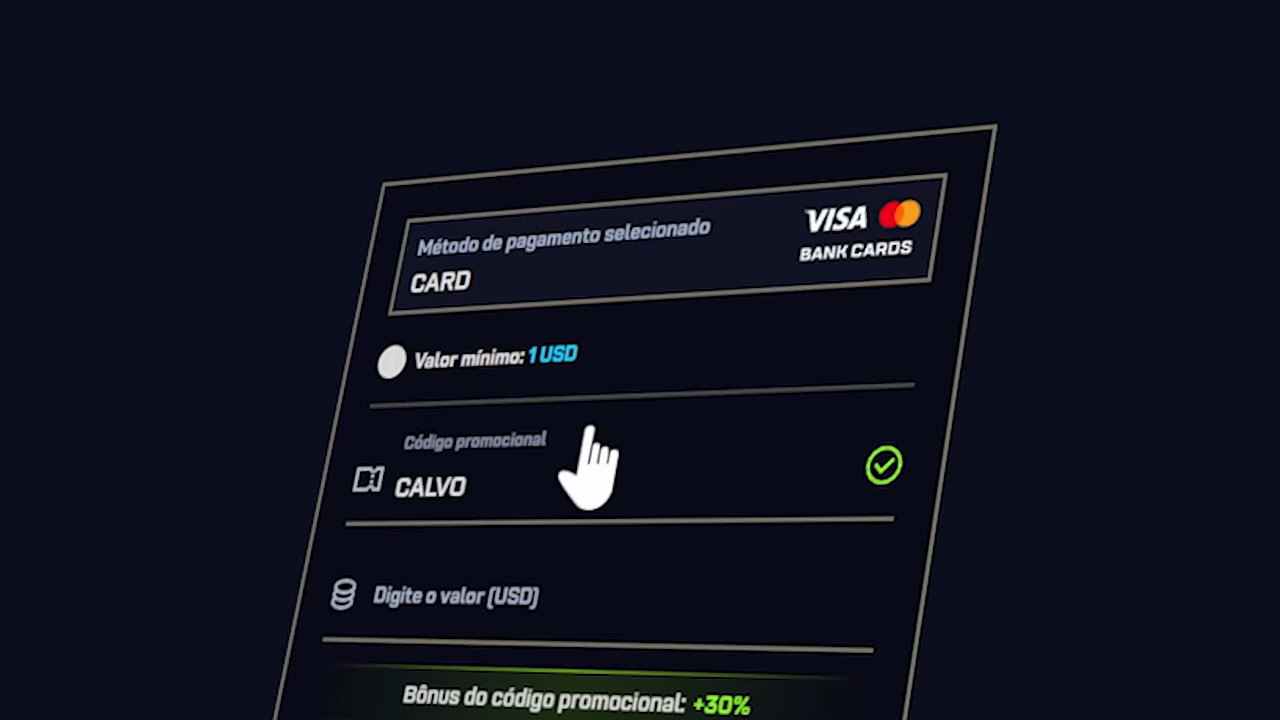 Método de pagamento selecionado
CARD
VISA
BANK CARDS
Valor mínimo: 1 USD
Código promocional
CALVO
Digite o valor (USD)
Bônus do código promocional: +30%